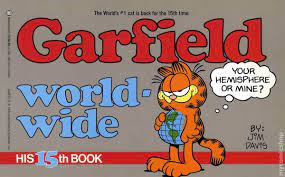 The World's #1 cat is back for the 15th time.
Garfield
world-
wide
YOUR
HEMISPHERE
OR MINE?
BY:
JIM
DAVIS
HIS 15th BOOK